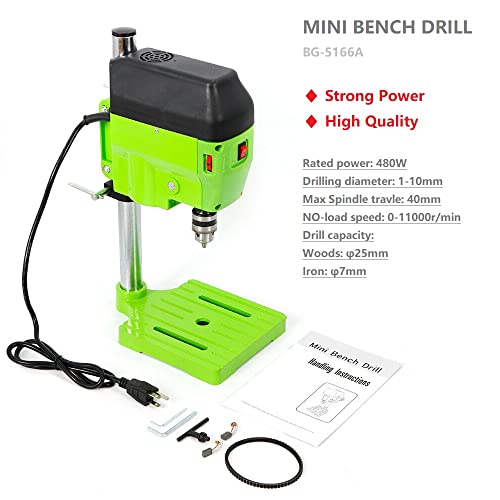 MINI BENCH DRILL
BG-5166A
♦ Strong Power
♦ High Quality
Rated power: 480W
Drilling diameter: 1-10mm
Max Spindle travle: 40mm
NO-load speed: 0-11000r/min
Drill capacity:
Woods: φ25mm
Iron: φ7mm
Mini Bench Drill
Handling Instructions